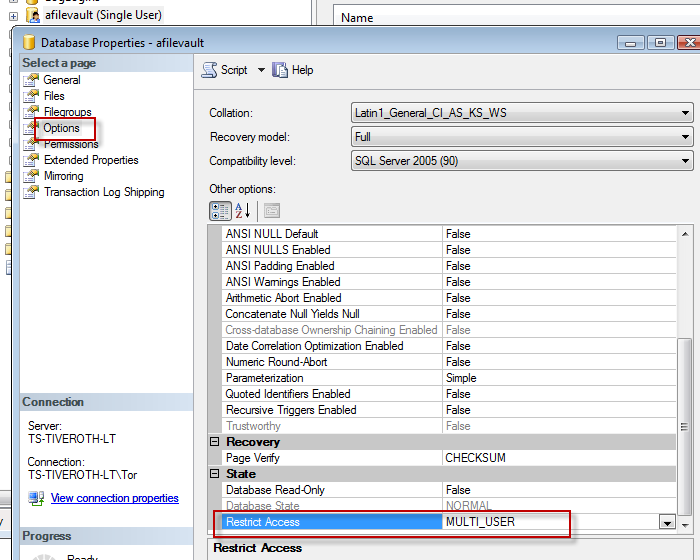 afilevault (Single User)
Name
Database Properties - afilevault
Select a page
General
Files
Filegroups
Options
Permissions
Extended Properties
Mirroring
Transaction Log Shipping
Script
Help
Collation: Latin1_General_CI_AS_KS_WS
Recovery model: Full
Compatibility level: SQL Server 2005 (90)
Other options:
ANSI NULL Default False
ANSI NULLS Enabled False
ANSI Padding Enabled False
ANSI Warnings Enabled False
Arithmetic Abort Enabled False
Concatenate Null Yields Null False
Cross-database Ownership Chaining Enabled False
Date Correlation Optimization Enabled False
Numeric Round-Abort False
Parameterization Simple
Quoted Identifiers Enabled False
Recursive Triggers Enabled False
Trustworthy False
Recovery
Page Verify CHECKSUM
State
Database Read-Only False
Database State NORMAL
Restrict Access MULTI_USER
Restrict Access
Connection
Server:
TS-TIVEROTH-LT
Connection:
TS-TIVEROTH-LT\Tor
View connection properties
Progress
Ready